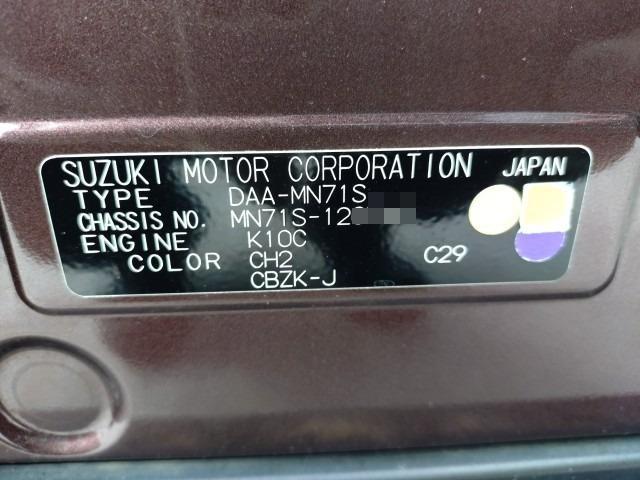 SUZUKI MOTOR CORPORATION JAPAN
TYPE DAA-MN71S
CHASSIS NO. MN71S-12
ENGINE K10C
COLOR CH2 C29
CBZK-J